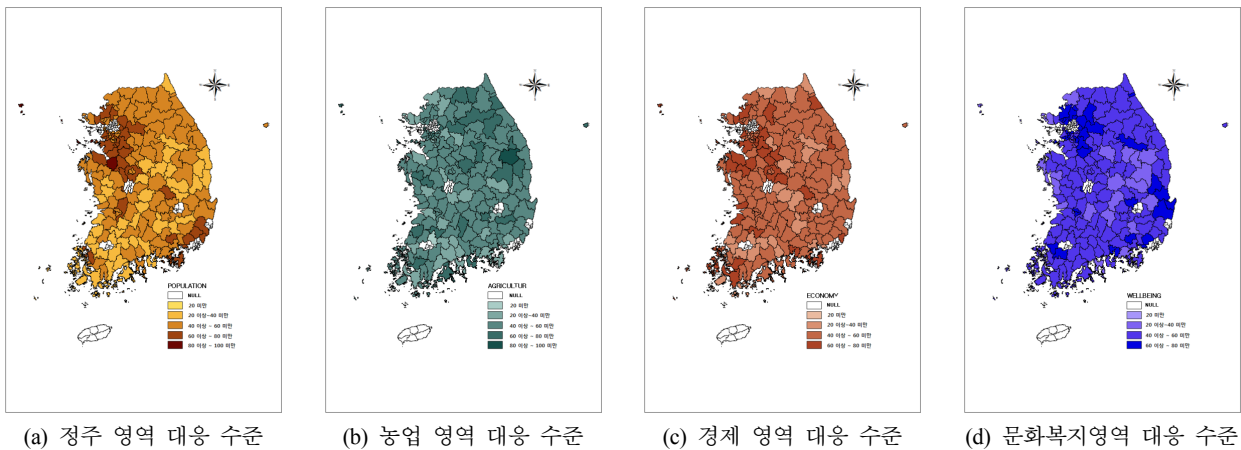 POPULATION
NULL
20 미만
20 이상~40 미만
40 이상 - 60 미만
60 이상 - 80 미만
80 이상 - 100 미만
(a) 정주 영역 대응 수준
AGRICULTUR
NULL
20 미만
20 이상~40 미만
40 이상 - 60 미만
60 이상 - 80 미만
80 이상 - 100 미만
(b) 농업 영역 대응 수준
ECONOMY
NULL
20 미만
20 이상~40 미만
40 이상 - 60 미만
60 이상 - 80 미만
(c) 경제 영역 대응 수준
WELLBEING
NULL
20 미만
20 이상~40 미만
40 이상 - 60 미만
60 이상 - 80 미만
(d) 문화복지영역 대응 수준